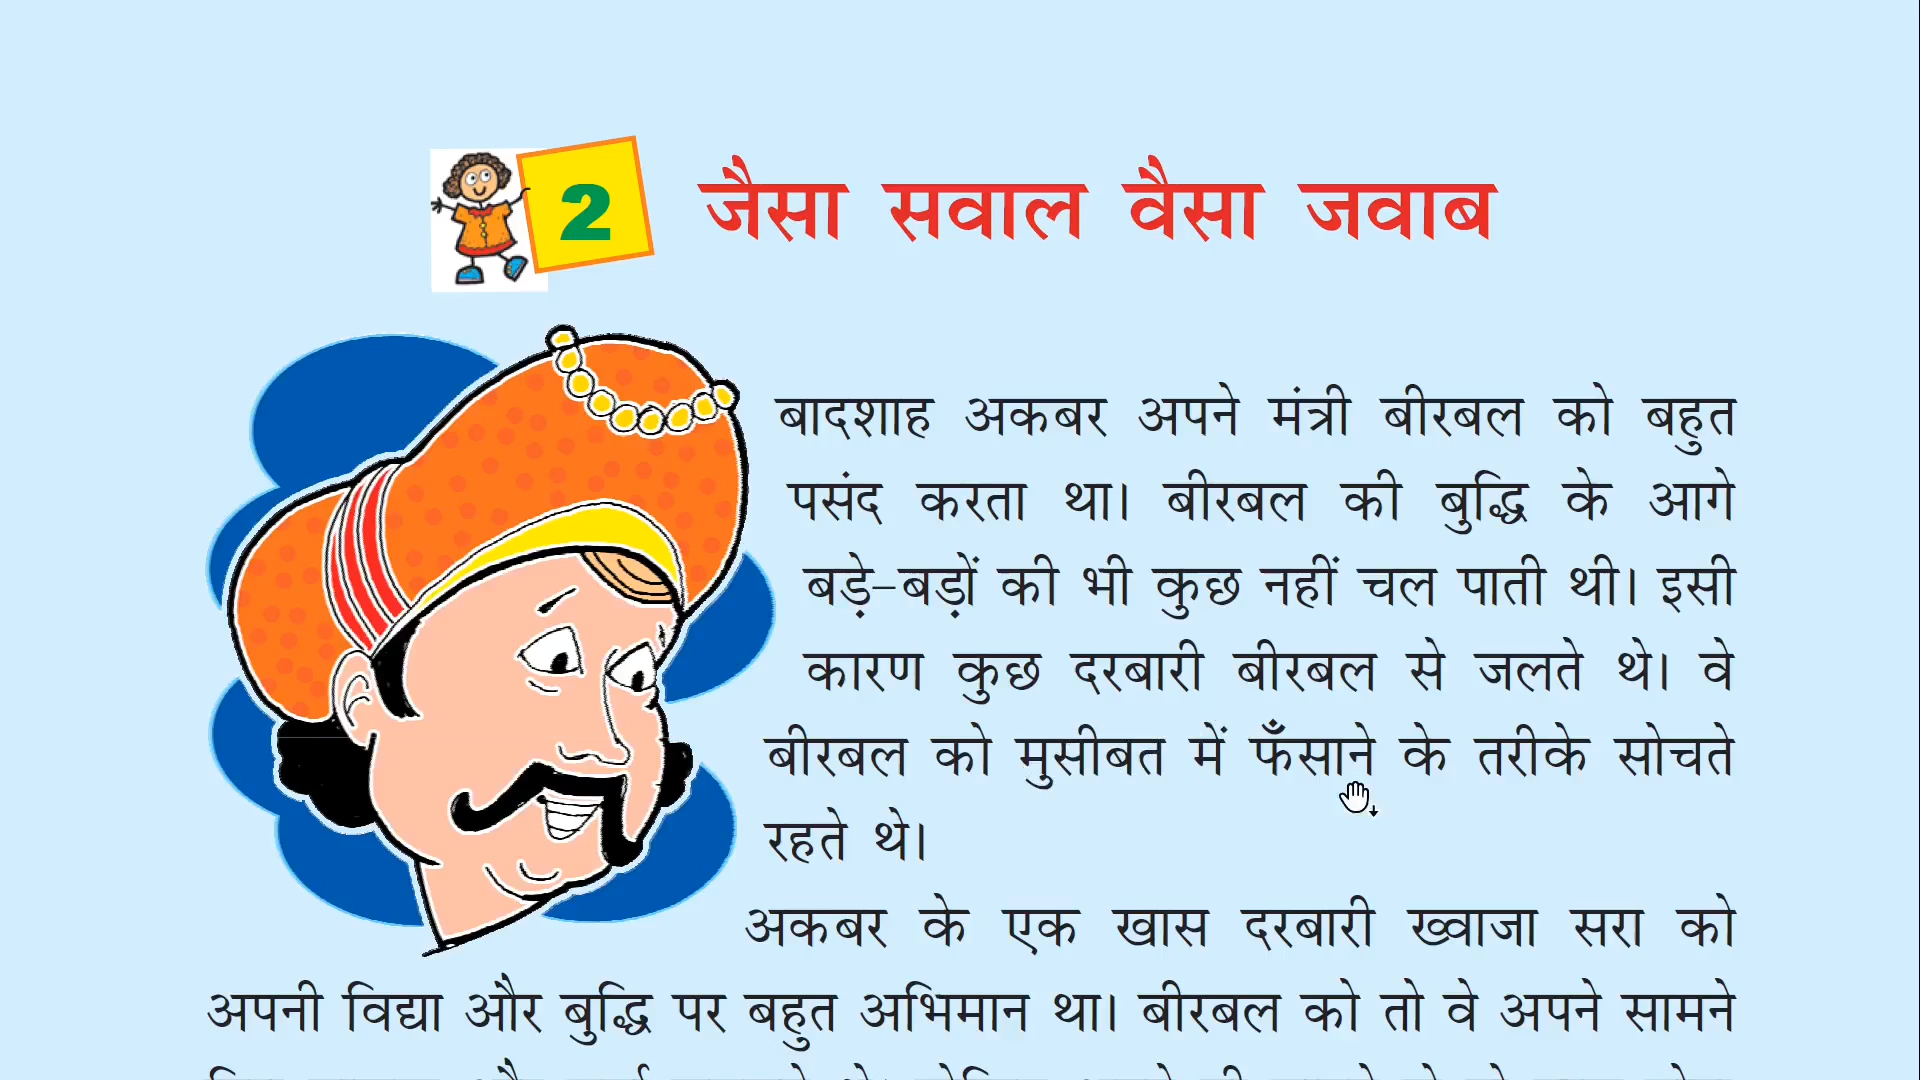 2 जैसा सवाल वैसा जवाब
बादशाह अकबर अपने मंत्री बीरबल को बहुत
पसंद करता था। बीरबल की बुद्धि के आगे
बड़े-बड़ों की भी कुछ नहीं चल पाती थी। इसी
कारण कुछ दरबारी बीरबल से जलते थे। वे
बीरबल को मुसीबत में फँसाने के तरीके सोचते
रहते थे।
अकबर के एक खास दरबारी ख्वाजा सरा को
अपनी विद्या और बुद्धि पर बहुत अभिमान था। बीरबल को तो वे अपने सामने